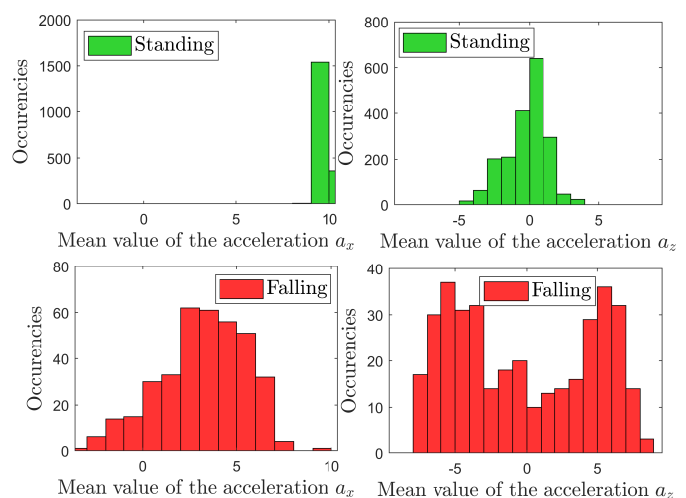 2000
1500
1000
500
0
Occurencies
Standing
0
5
10
Mean value of the acceleration a_x
800
600
400
200
0
Occurencies
Standing
-5
0
5
Mean value of the acceleration a_z
80
60
40
20
0
Occurencies
Falling
0
5
10
Mean value of the acceleration a_x
40
30
20
10
0
Occurencies
Falling
-5
0
5
Mean value of the acceleration a_z